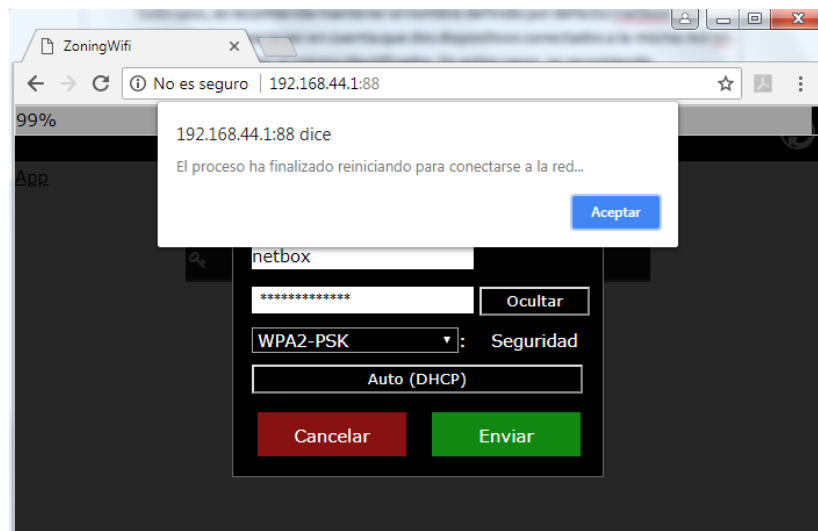 ZoningWifi
No es seguro | 192.168.44.1:88
99%
192.168.44.1:88 dice
El proceso ha finalizado reiniciando para conectarse a la red...
Aceptar
App
netbox
************* Ocultar
WPA2-PSK : Seguridad
Auto (DHCP)
Cancelar Enviar